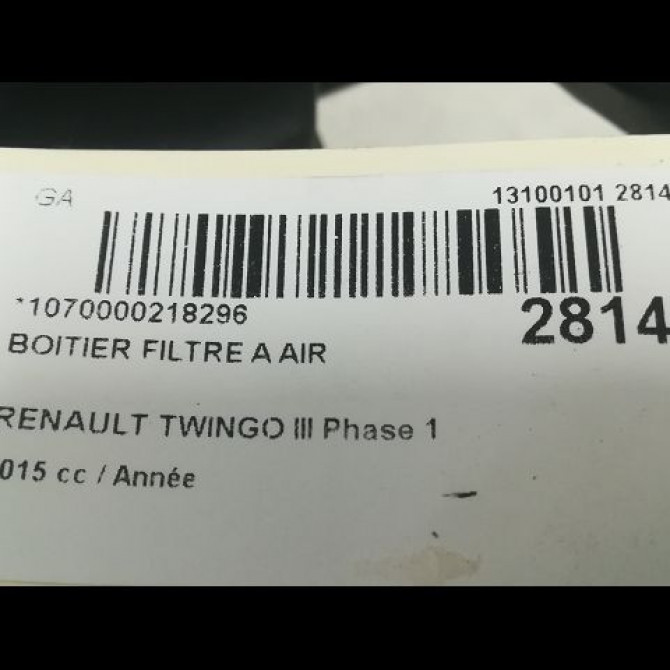 GA
13100101 2814
*1070000218296
2814
BOITIER FILTRE A AIR
RENAULT TWINGO III Phase 1
015 cc / Année